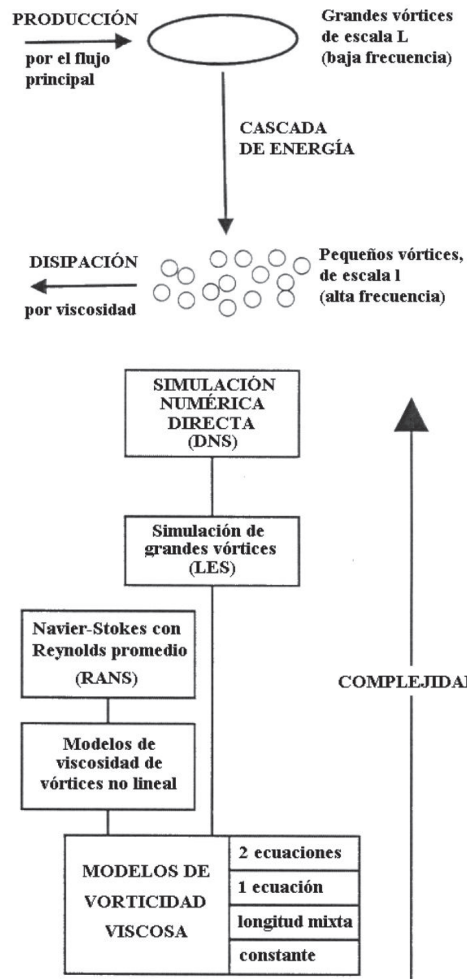 PRODUCCIÓN
por el flujo
principal
Grandes vórtices
de escala L
(baja frecuencia)
CASCADA
DE ENERGÍA
DISIPACIÓN
por viscosidad
Pequeños vórtices,
de escala l
(alta frecuencia)
SIMULACIÓN
NUMÉRICA
DIRECTA
(DNS)
Simulación de
grandes vórtices
(LES)
Navier-Stokes con
Reynolds promedio
(RANS)
COMPLEJIDAD
Modelos de
viscosidad de
vórtices no lineal
MODELOS DE
VORTICIDAD
VISCOSA
2 ecuaciones
1 ecuación
longitud mixta
constante